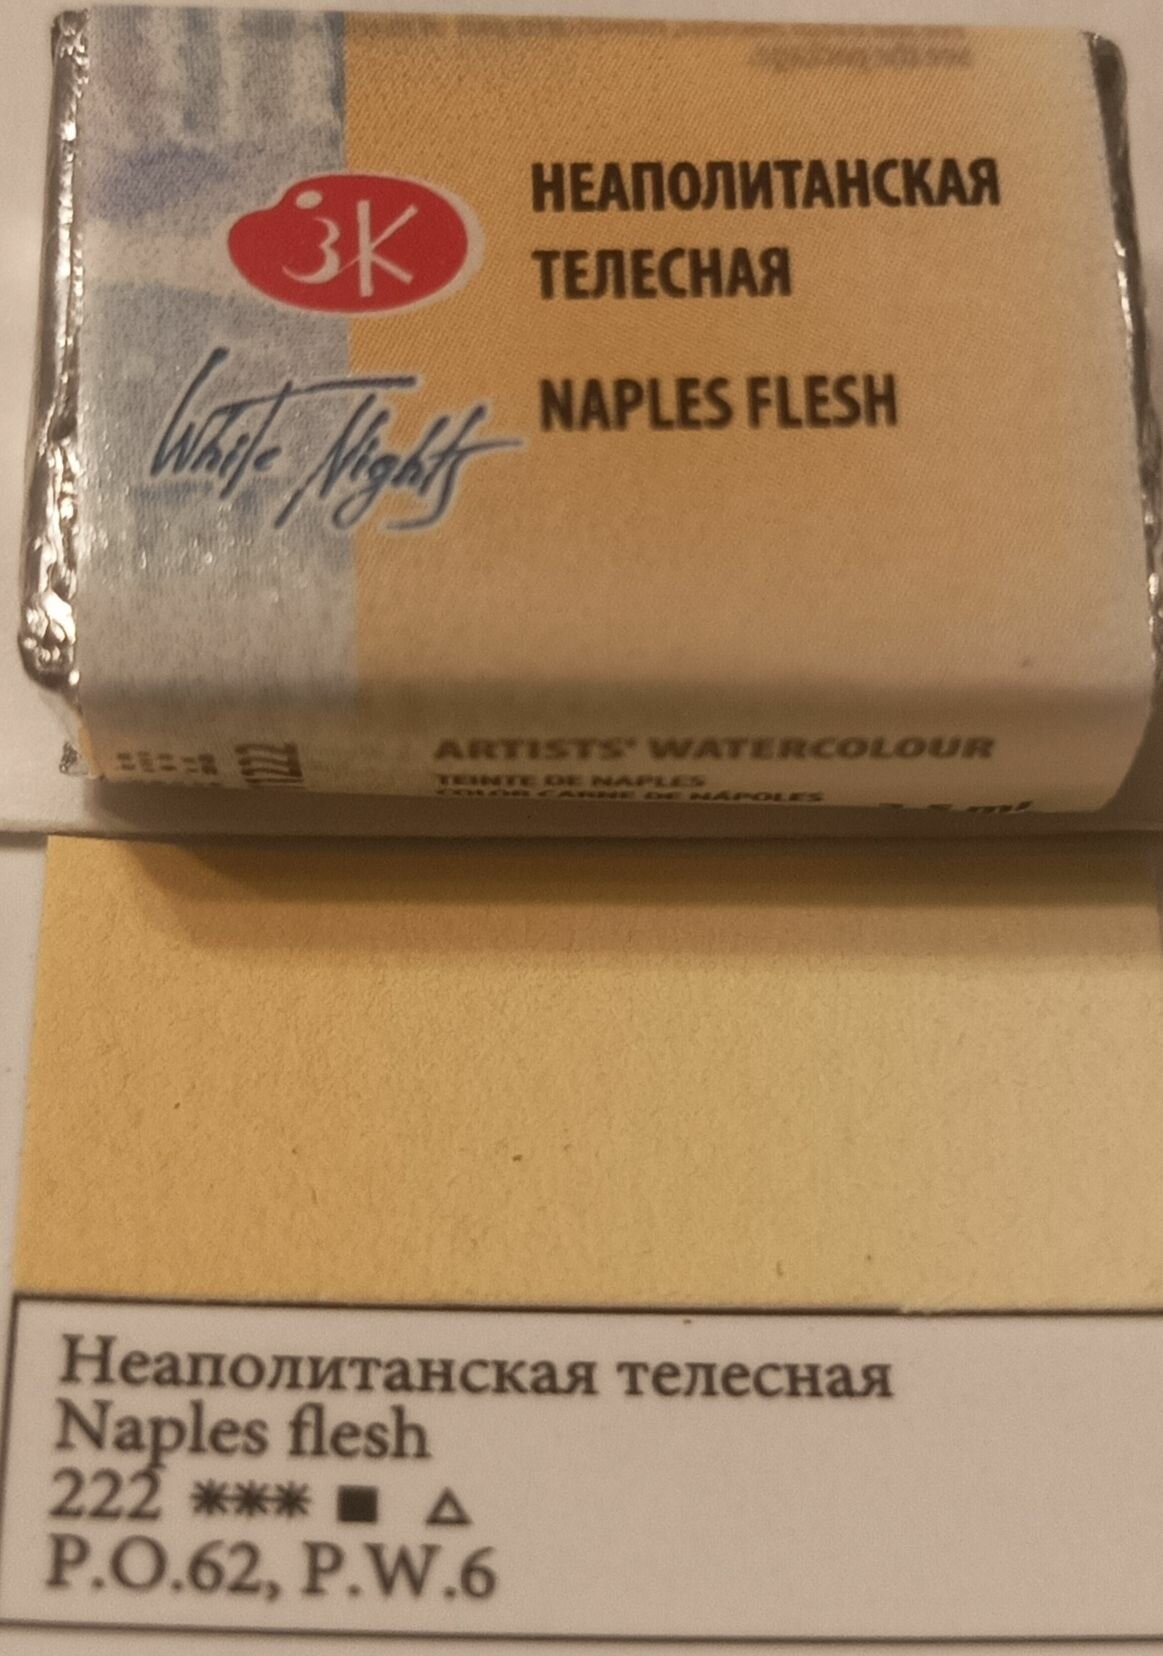 ЗК
НЕАПОЛИТАНСКАЯ
ТЕЛЕСНАЯ
White Nights
NAPLES FLESH
ARTISTS' WATERCOLOUR
TEINTE DE NAPLES
COLOR CARNE DE NÁPOLES
Неаполитанская телесная
Naples flesh
222 *** ■ △
P.O.62, P.W.6